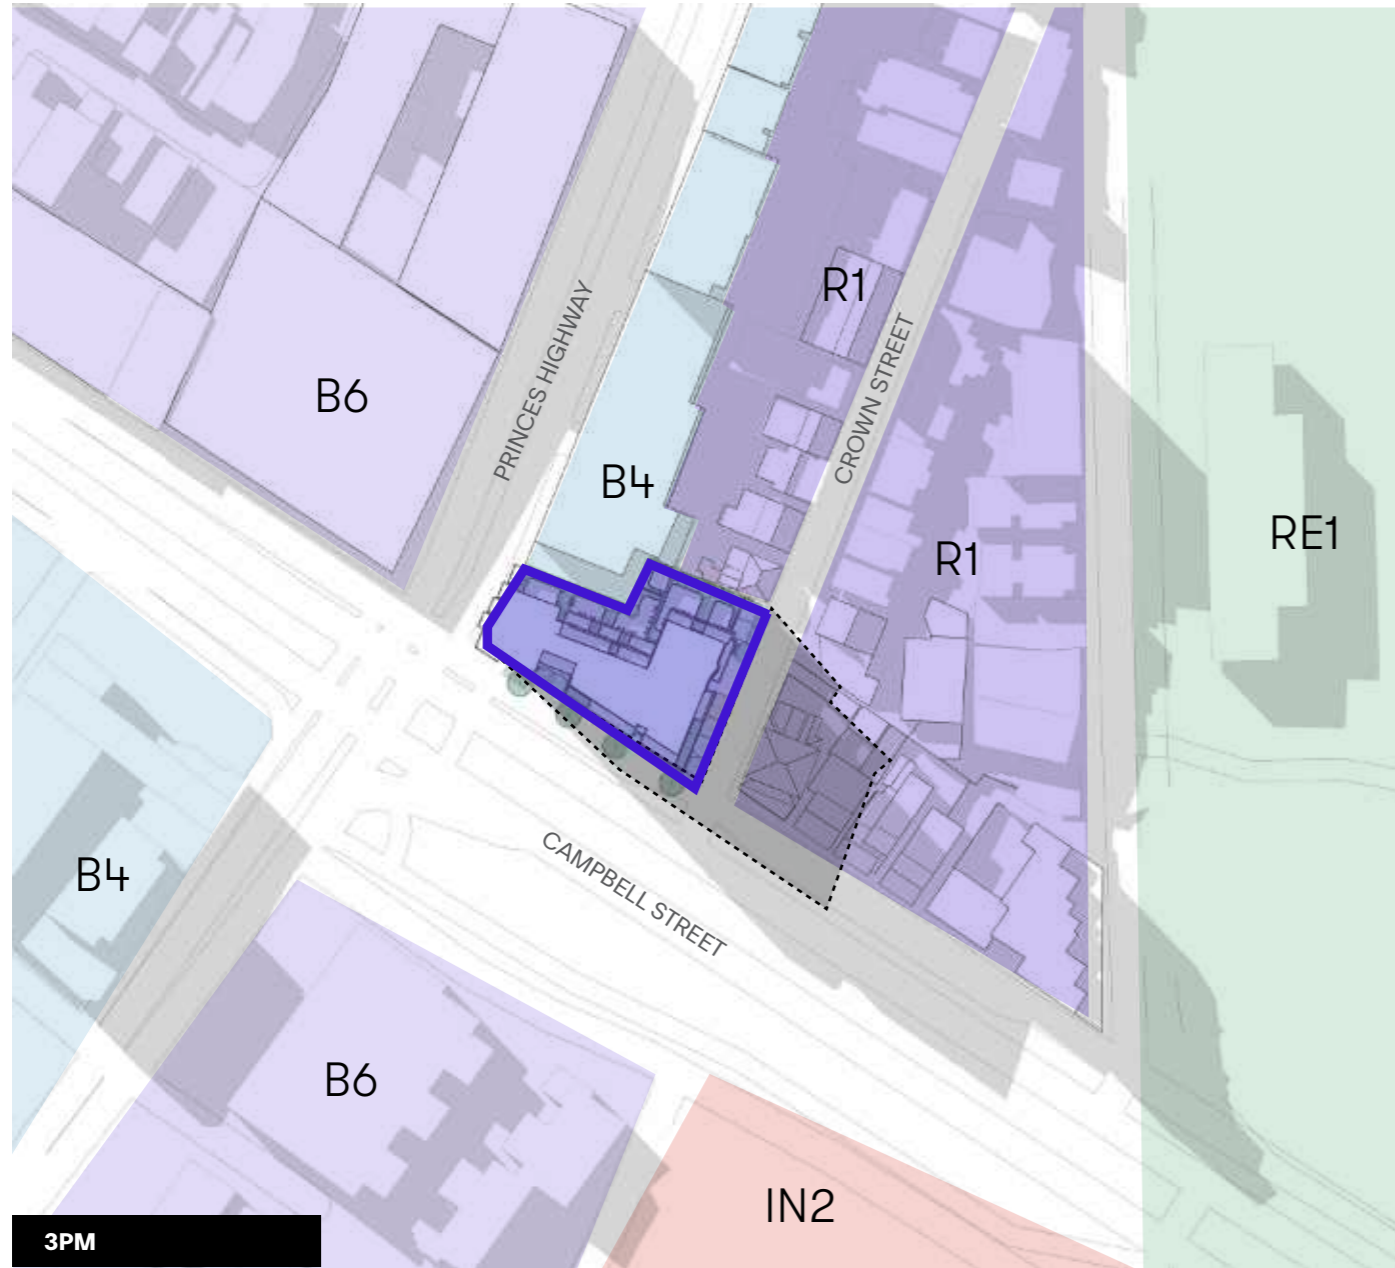 R1
PRINCES HIGHWAY
CROWN STREET
B6
B4
RE1
R1
CAMPBELL STREET
B4
B6
IN2
3PM